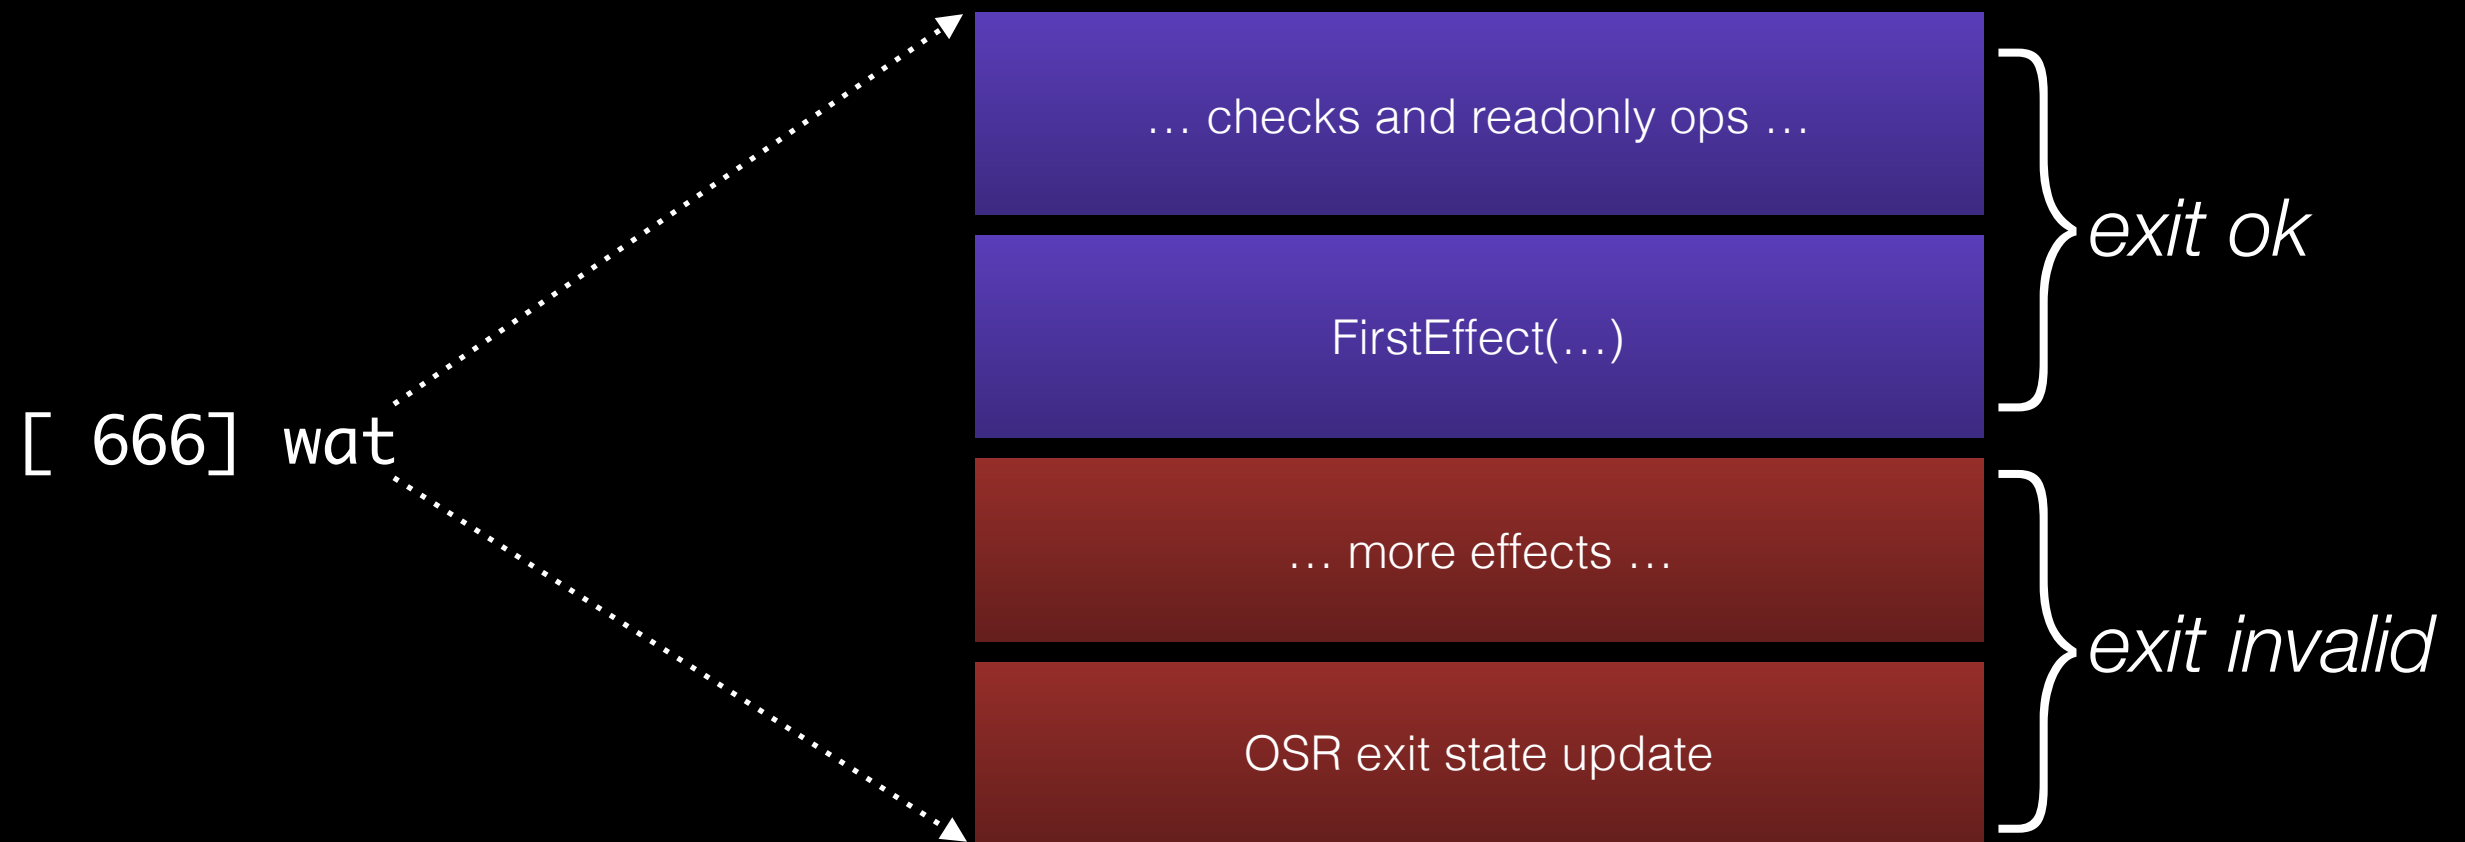 … checks and readonly ops …
exit ok
FirstEffect(…)
[ 666] wat
… more effects …
exit invalid
OSR exit state update